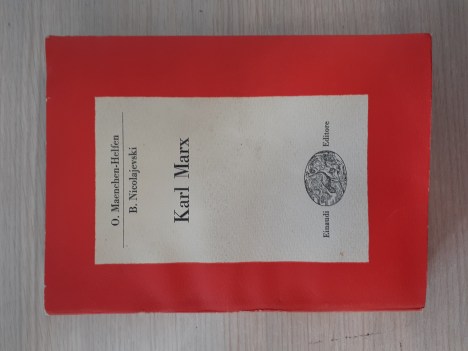 O. Maenchen-Helfen
B. Nicolajevski
Karl Marx
Einaudi Editore